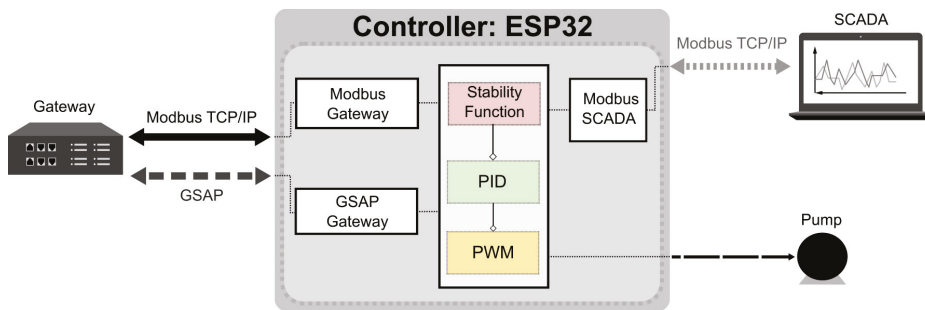 Controller: ESP32
SCADA
Modbus TCP/IP
Gateway
Modbus TCP/IP
GSAP
Modbus
Gateway
GSAP
Gateway
Stability
Function
PID
PWM
Modbus
SCADA
Pump